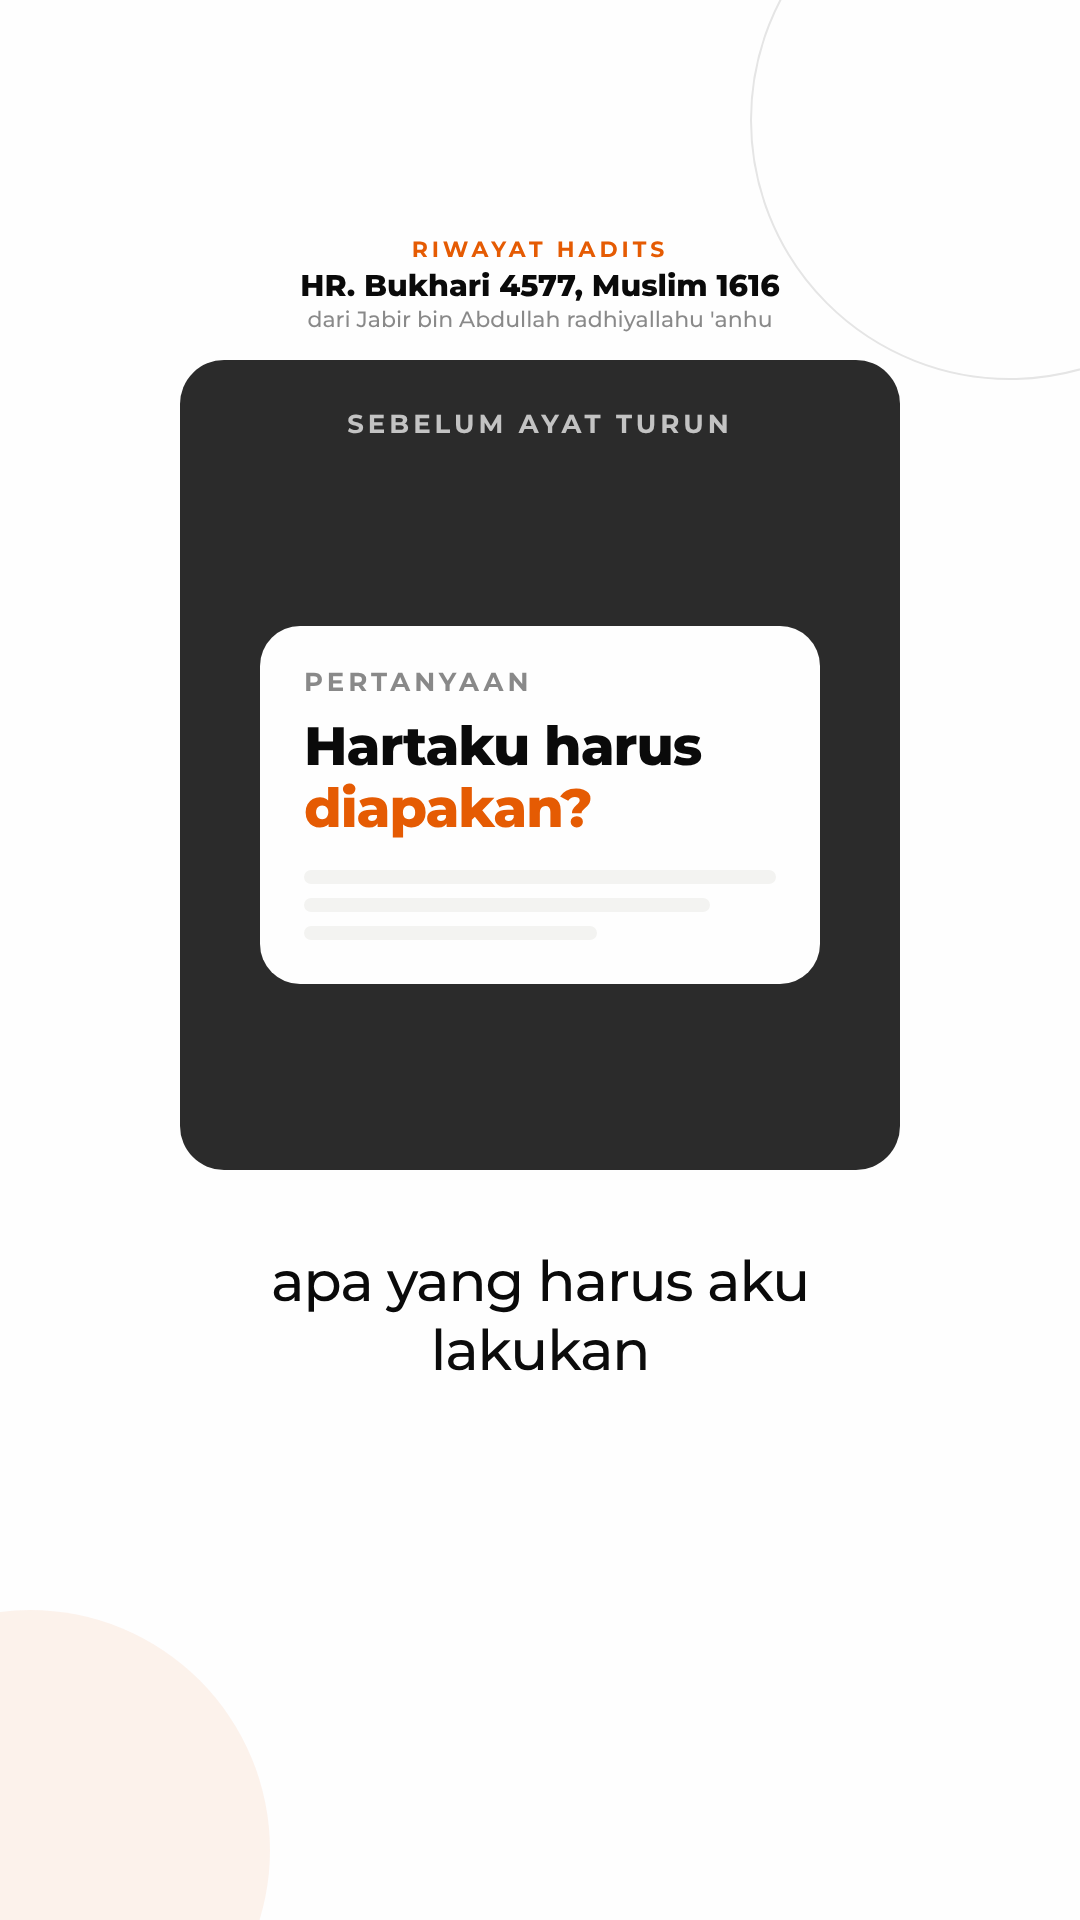 RIWAYAT HADITS
HR. Bukhari 4577, Muslim 1616
dari Jabir bin Abdullah radhiyallahu 'anhu
SEBELUM AYAT TURUN
PERTANYAAN
Hartaku harus
diapakan?
apa yang harus aku
lakukan